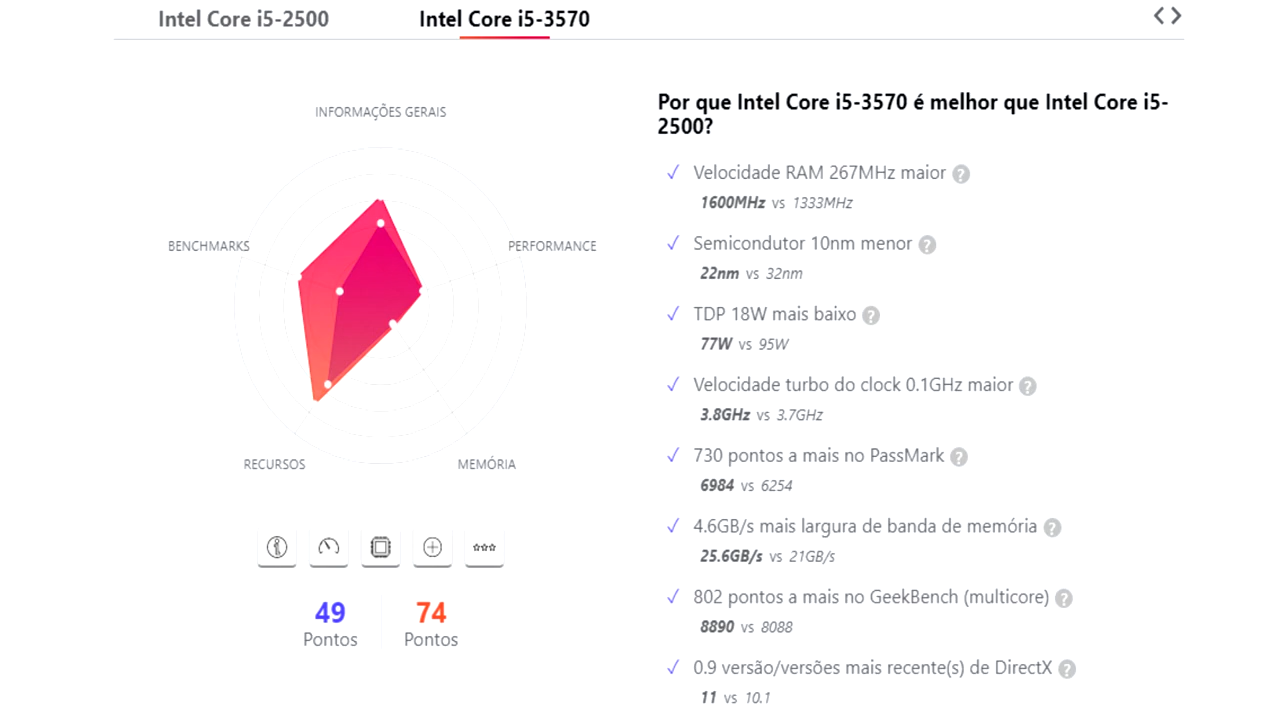 Intel Core i5-2500
Intel Core i5-3570
INFORMAÇÕES GERAIS
BENCHMARKS
PERFORMANCE
RECURSOS
MEMÓRIA
49
Pontos
74
Pontos
Por que Intel Core i5-3570 é melhor que Intel Core i5-
2500?
Velocidade RAM 267MHz maior ?
1600MHz vs 1333MHz
Semicondutor 10nm menor ?
22nm vs 32nm
TDP 18W mais baixo ?
77W vs 95W
Velocidade turbo do clock 0.1GHz maior ?
3.8GHz vs 3.7GHz
730 pontos a mais no PassMark ?
6984 vs 6254
4.6GB/s mais largura de banda de memória ?
25.6GB/s vs 21GB/s
802 pontos a mais no GeekBench (multicore) ?
8890 vs 8088
0.9 versão/versões mais recente(s) de DirectX ?
11 vs 10.1